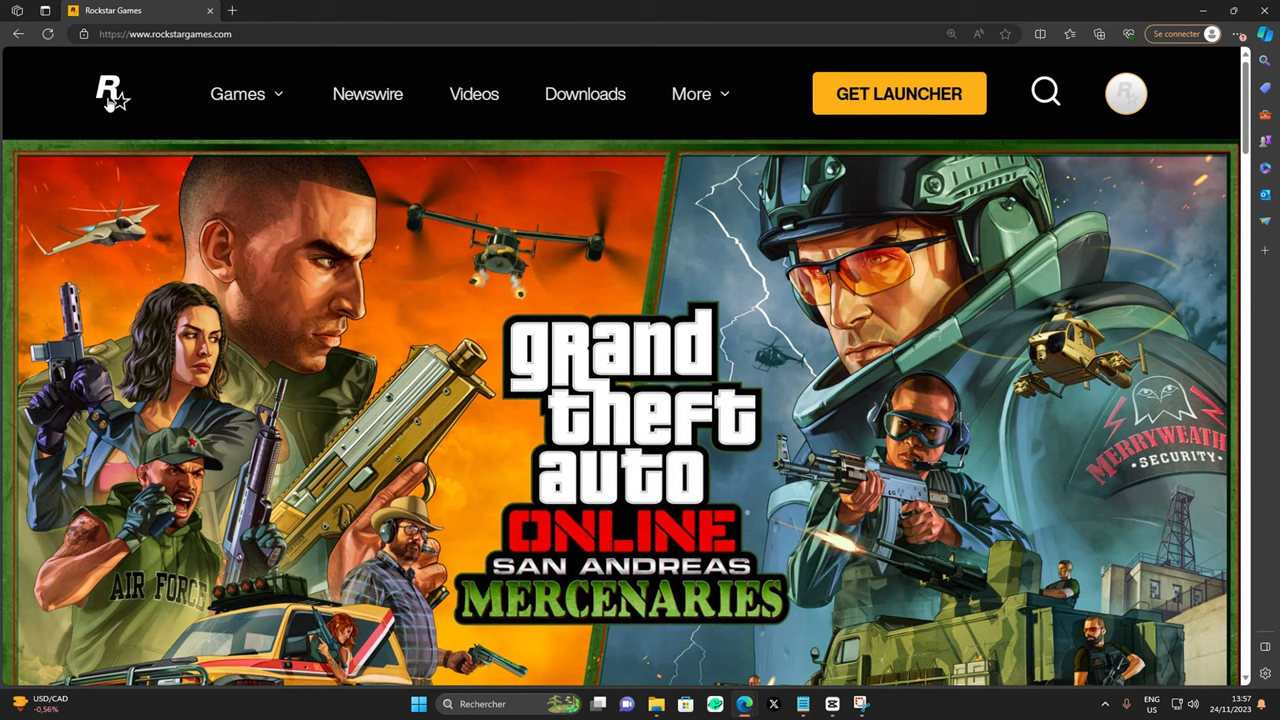 Rockstar Games
https://www.rockstargames.com
Se connecter
R
Games
Newswire
Videos
Downloads
More
GET LAUNCHER
grand
theft
auto
ONLINE
SAN ANDREAS
MERCENARIES
AIR FORCE
MERRYWEATH
•SECURITY•
USD/CAD
-0,56%
Rechercher
ENG
US
13:57
24/11/2023